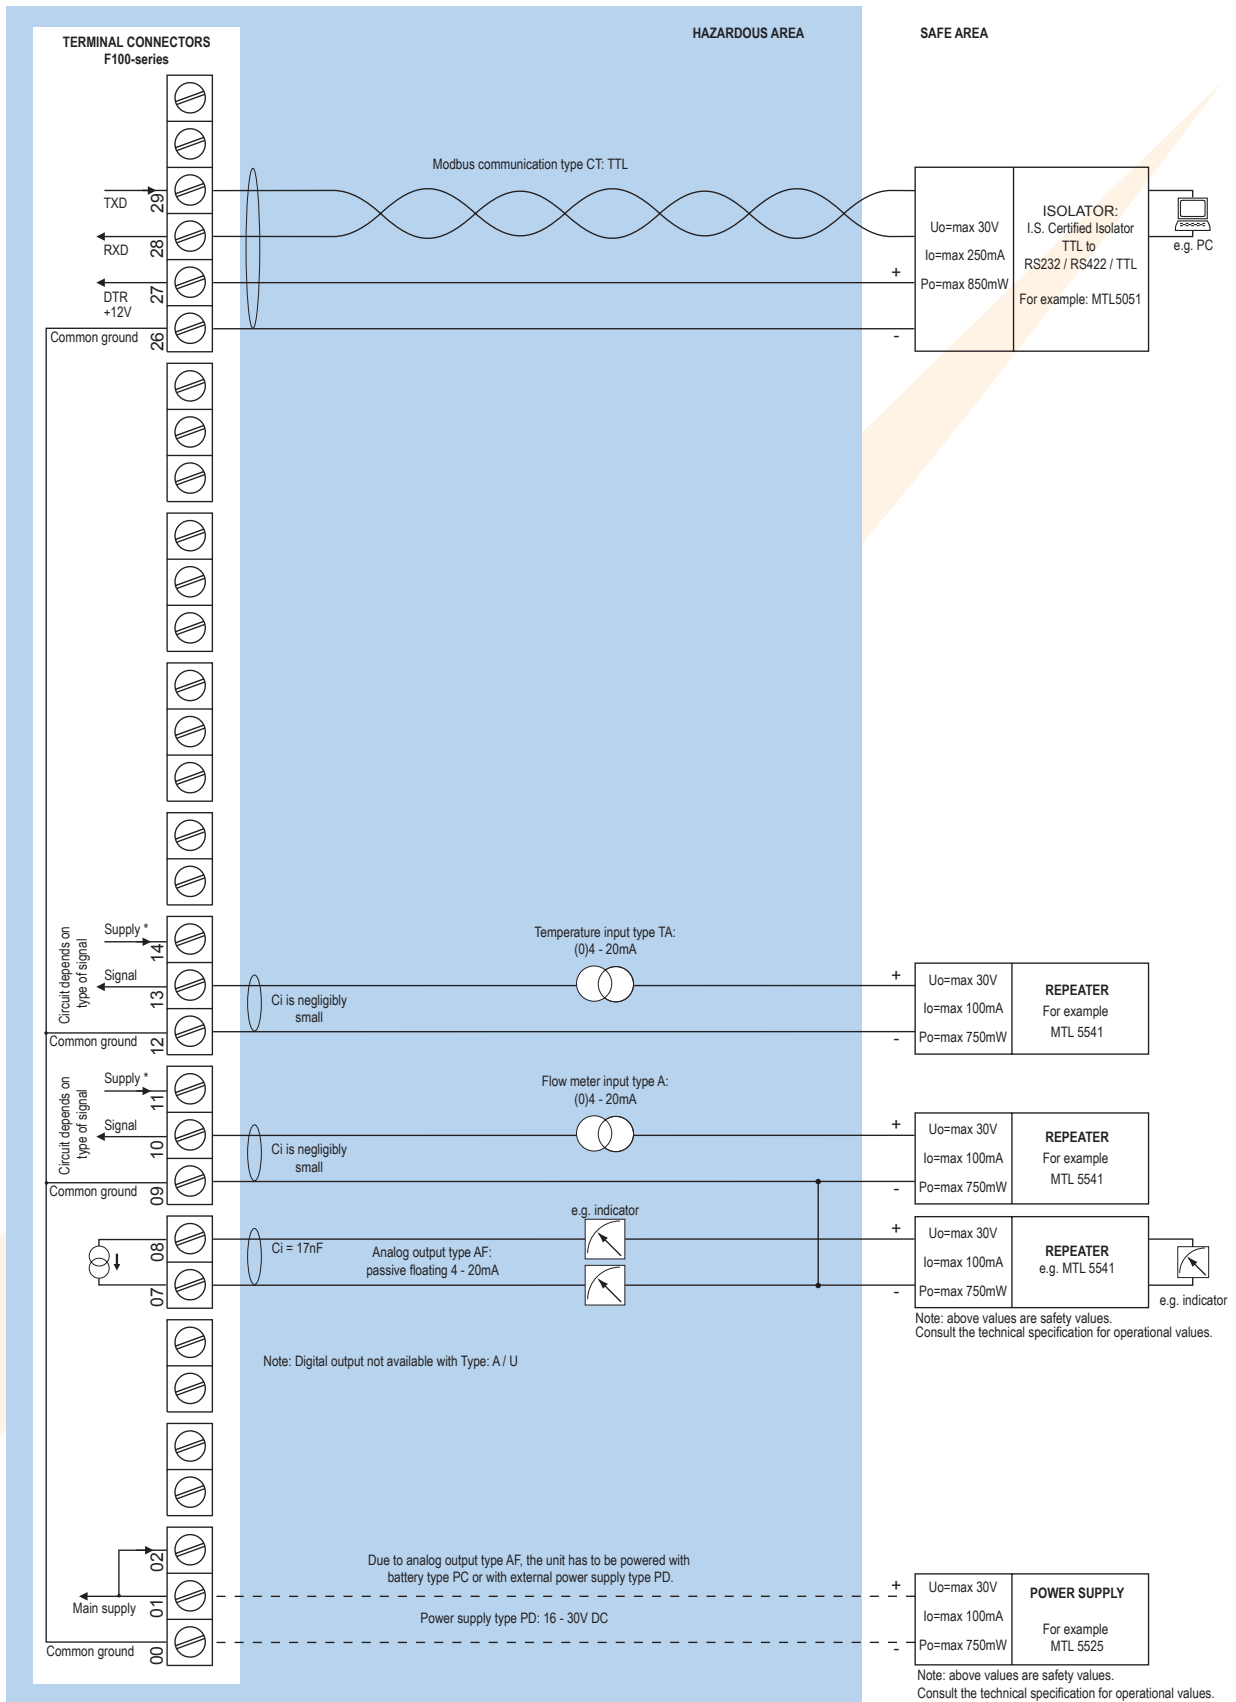 HAZARDOUS AREA
SAFE AREA
TERMINAL CONNECTORS
F100-series
Modbus communication type CT: TTL
TXD
29
RXD
28
DTR
+12V
27
Common ground
26
+
-
Uo=max 30V
Io=max 250mA
Po=max 850mW
ISOLATOR:
I.S. Certified Isolator
TTL to
RS232 / RS422 / TTL
For example: MTL5051
e.g. PC
Circuit depends on
type of signal
Supply *
14
Signal
13
Common ground
12
Ci is negligibly
small
Temperature input type TA:
(0)4 - 20mA
+
-
Uo=max 30V
Io=max 100mA
Po=max 750mW
REPEATER
For example
MTL 5541
Circuit depends on
type of signal
Supply *
11
Signal
10
Common ground
09
Ci is negligibly
small
Flow meter input type A:
(0)4 - 20mA
+
-
Uo=max 30V
Io=max 100mA
Po=max 750mW
REPEATER
For example
MTL 5541
08
07
Ci = 17nF
Analog output type AF:
passive floating 4 - 20mA
e.g. indicator
+
-
Uo=max 30V
Io=max 100mA
Po=max 750mW
REPEATER
e.g. MTL 5541
e.g. indicator
Note: above values are safety values.
Consult the technical specification for operational values.
Note: Digital output not available with Type: A / U
02
01
Main supply
Common ground
00
Due to analog output type AF, the unit has to be powered with
battery type PC or with external power supply type PD.
Power supply type PD: 16 - 30V DC
+
-
Uo=max 30V
Io=max 100mA
Po=max 750mW
POWER SUPPLY
For example
MTL 5525
Note: above values are safety values.
Consult the technical specification for operational values.